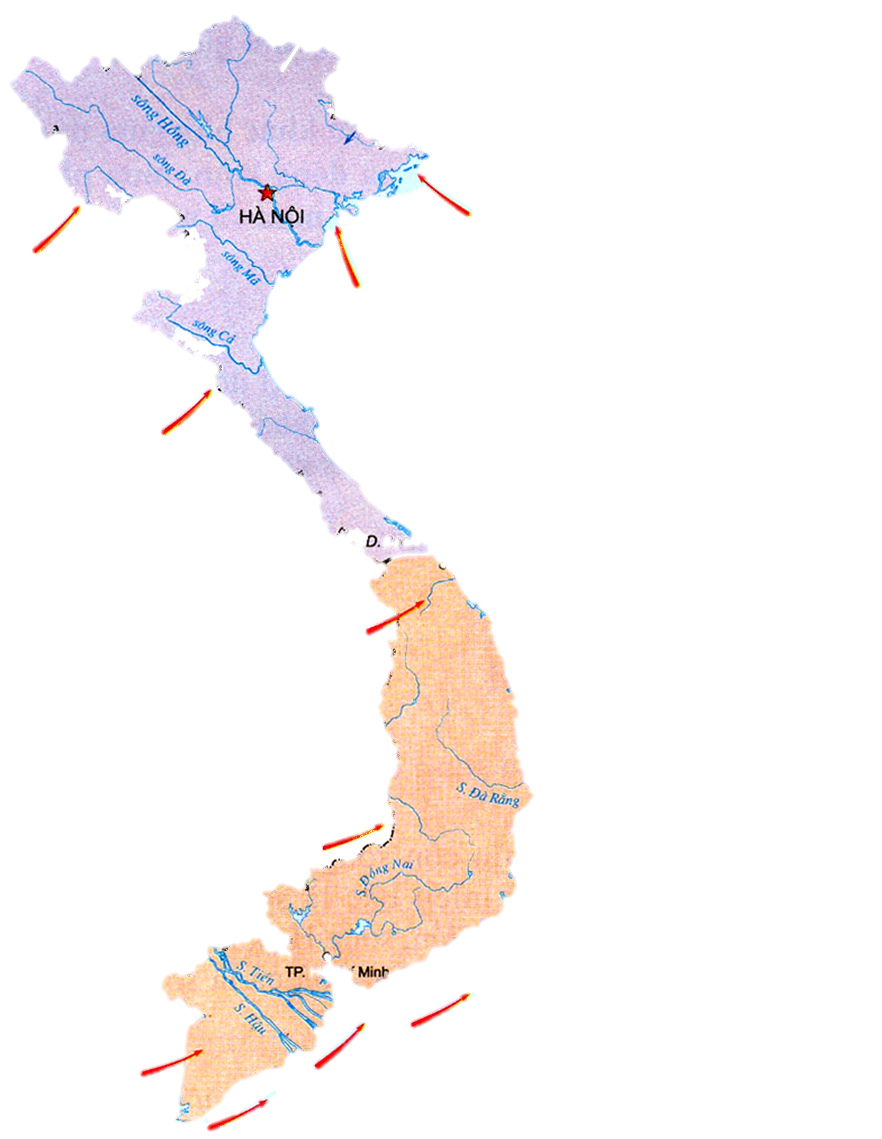 sông Hồng
sông Đà
HÀ NỘI
sông Mã
sông Cả
Đ.
S. Đà Rằng
S. Đồng Nai
S. Tiền
TP.
Minh
S. Hậu